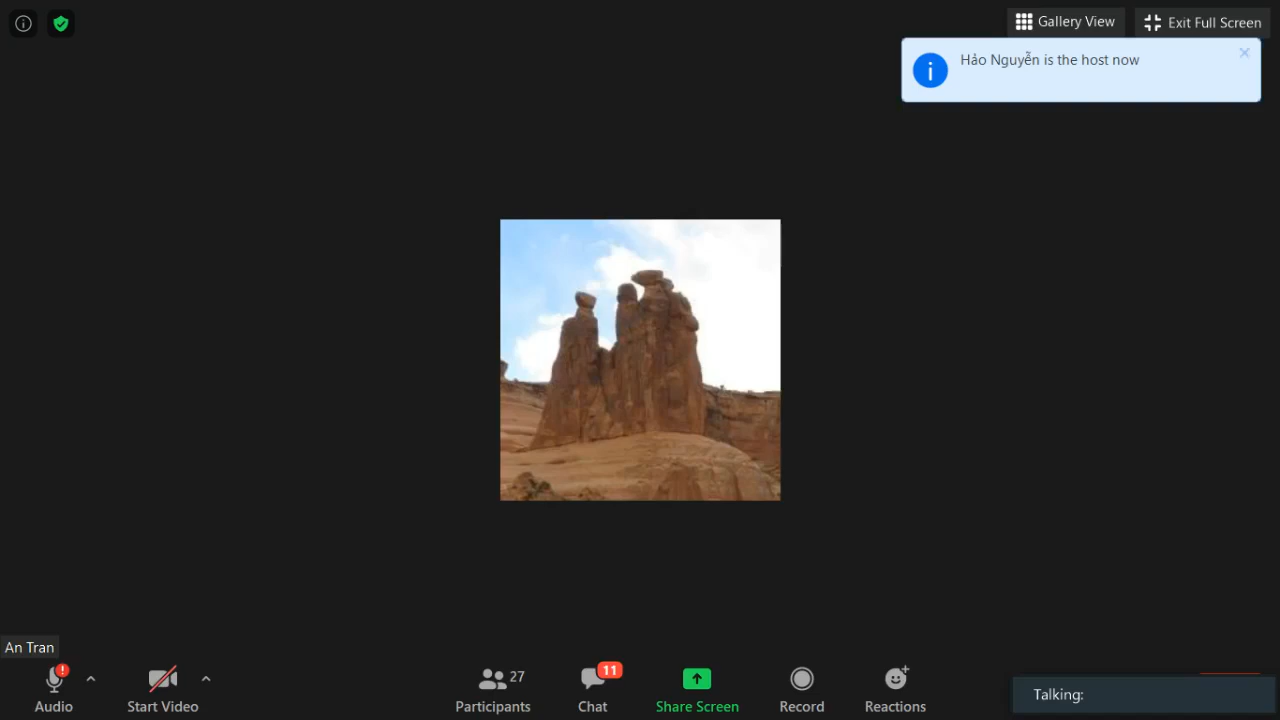 Gallery View
Exit Full Screen
Hảo Nguyễn is the host now
An Tran
Audio
Start Video
27
Participants
11
Chat
Share Screen
Record
Reactions
Talking: